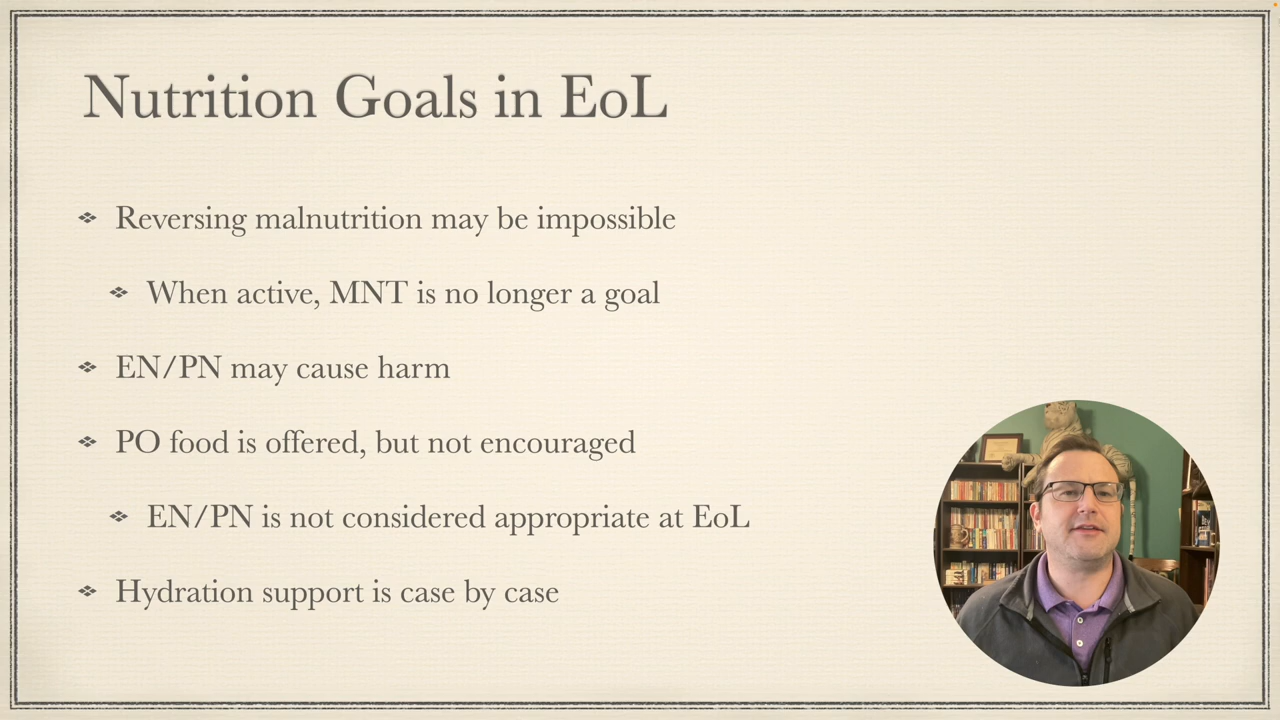 Nutrition Goals in EoL
Reversing malnutrition may be impossible
When active, MNT is no longer a goal
EN/PN may cause harm
PO food is offered, but not encouraged
EN/PN is not considered appropriate at EoL
Hydration support is case by case